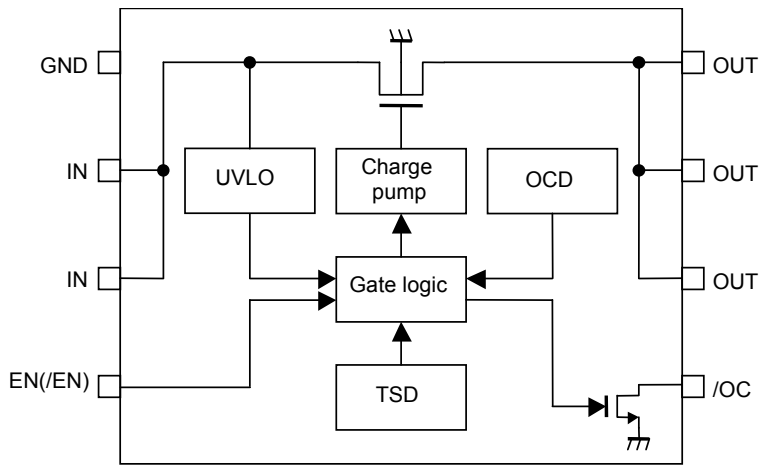 GND
OUT
IN
UVLO
Charge
pump
OCD
OUT
IN
Gate logic
OUT
EN(/EN)
TSD
/OC